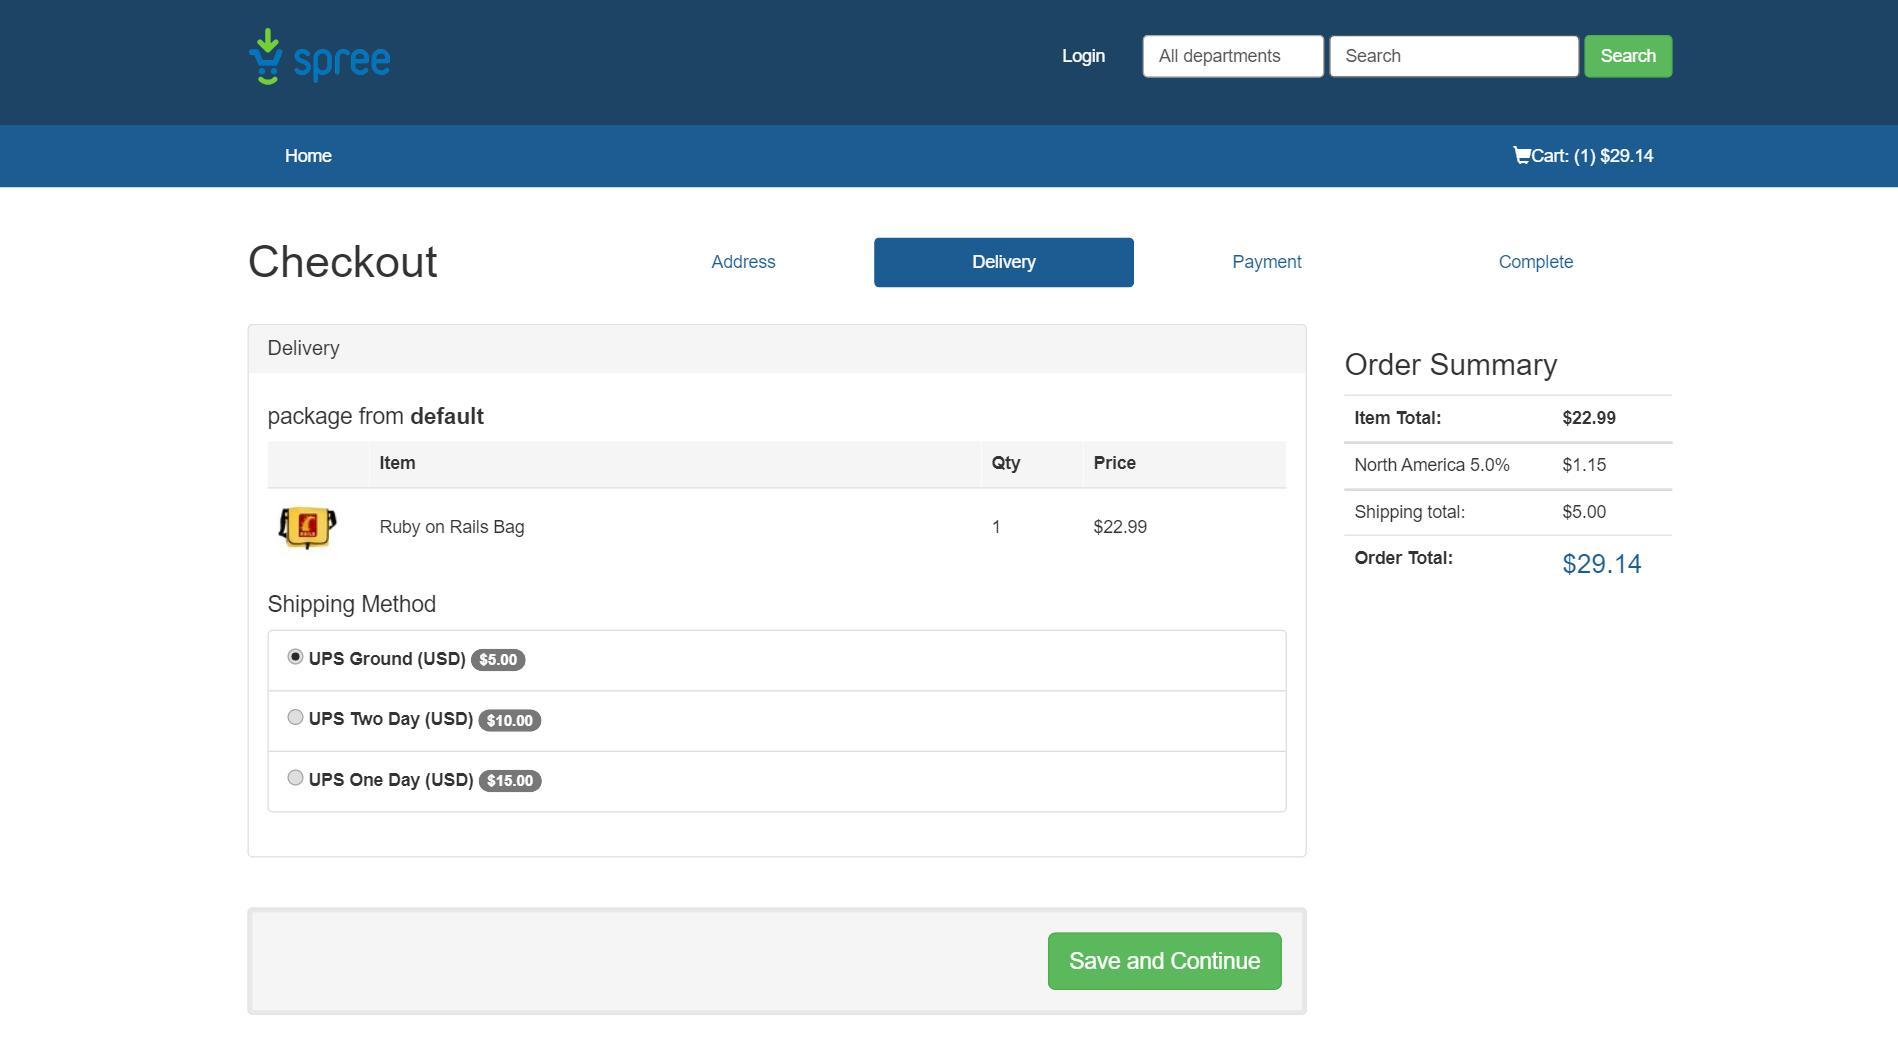 spree
Login
All departments
Search
Search
Home
Cart: (1) $29.14
Checkout
Address
Delivery
Payment
Complete
Delivery
package from default
Item Qty Price
Ruby on Rails Bag 1 $22.99
Shipping Method
UPS Ground (USD) $5.00
UPS Two Day (USD) $10.00
UPS One Day (USD) $15.00
Save and Continue
Order Summary
Item Total: $22.99
North America 5.0% $1.15
Shipping total: $5.00
Order Total: $29.14